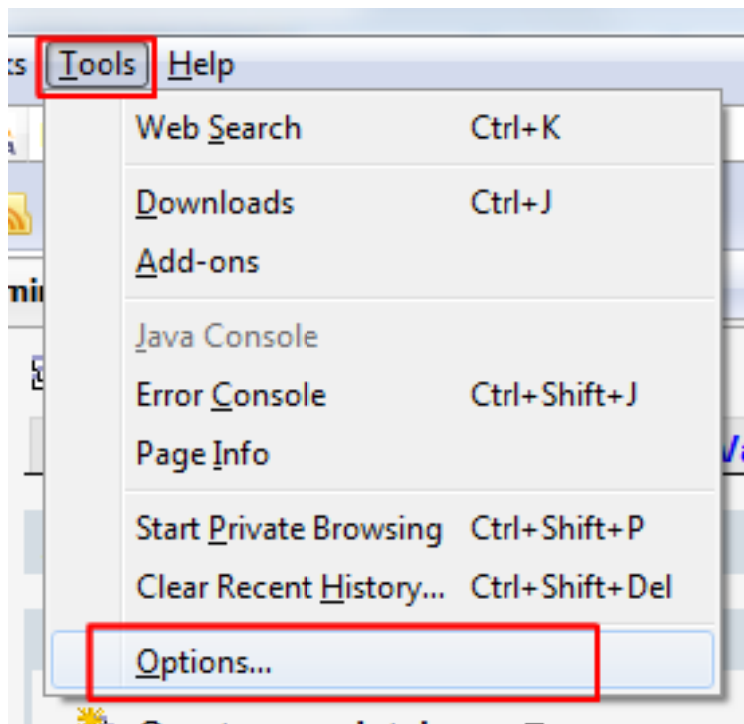 Tools Help
Web Search Ctrl+K
Downloads Ctrl+J
Add-ons
Java Console
Error Console Ctrl+Shift+J
Page Info
Start Private Browsing Ctrl+Shift+P
Clear Recent History... Ctrl+Shift+Del
Options...